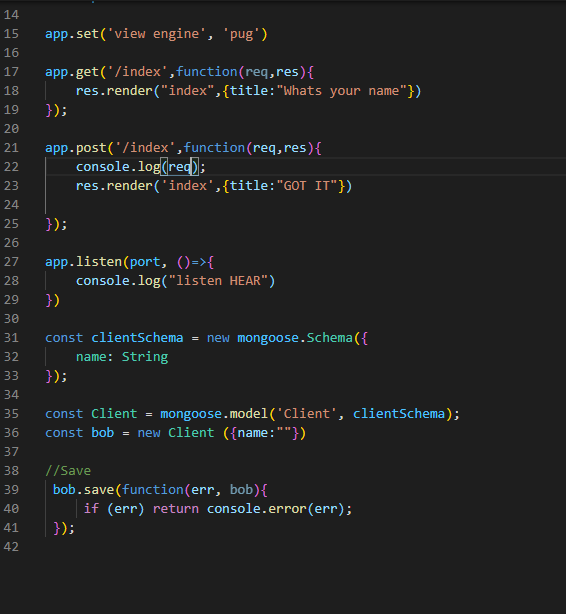 14
15 app.set('view engine', 'pug')
16
17 app.get('/index',function(req,res){
18 res.render("index",{title:"Whats your name"})
19 });
20
21 app.post('/index',function(req,res){
22 console.log(req);
23 res.render('index',{title:"GOT IT"})
24
25 });
26
27 app.listen(port, ()=>{
28 console.log("listen HEAR")
29 })
30
31 const clientSchema = new mongoose.Schema({
32 name: String
33 });
34
35 const Client = mongoose.model('Client', clientSchema);
36 const bob = new Client ({name:""})
37
38 //Save
39 bob.save(function(err, bob){
40 if (err) return console.error(err);
41 });
42